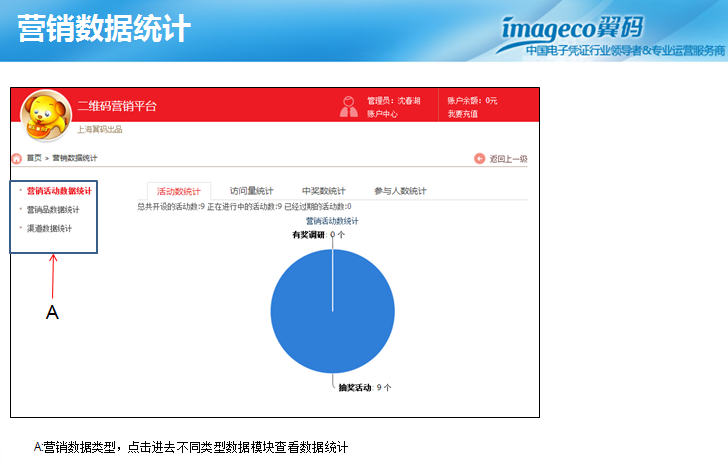 营销数据统计
imageco翼码
中国电子凭证行业领导者&专业运营服务商
二维码营销平台
上海翼码出品
管理员：沈春湖
账户中心
账户余额：0元
我要充值
首页 > 营销数据统计
返回上一级
营销活动数据统计
营销品数据统计
渠道数据统计
活动数统计 访问量统计 中奖数统计 参与人数统计
总共开设的活动数:9 正在进行中的活动数:9 已经过期的活动数:0
营销活动数统计
有奖调研: 0 个
抽奖活动: 9 个
A
A:营销数据类型，点击进去不同类型数据模块查看数据统计